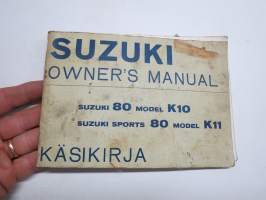 SUZUKI
OWNER'S MANUAL
SUZUKI 80 MODEL K10
SUZUKI SPORTS 80 MODEL K11
KÄSIKIRJA